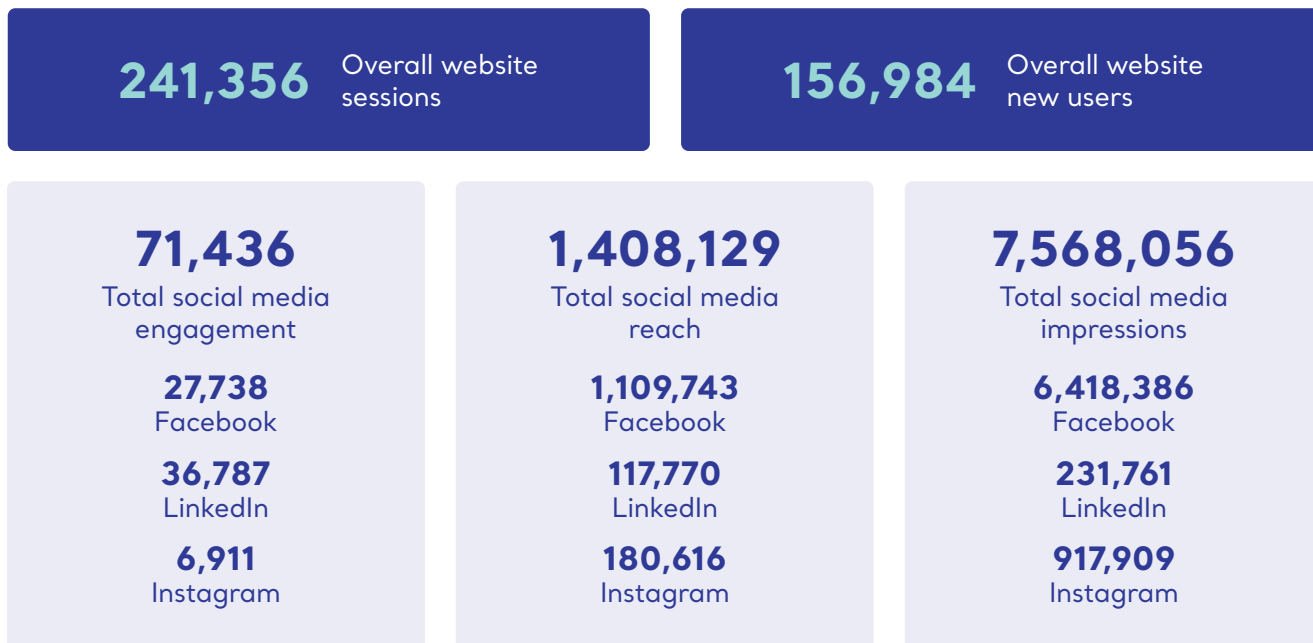 241,356
Overall website
sessions
156,984
Overall website
new users
71,436
Total social media
engagement
27,738
Facebook
36,787
LinkedIn
6,911
Instagram
1,408,129
Total social media
reach
1,109,743
Facebook
117,770
LinkedIn
180,616
Instagram
7,568,056
Total social media
impressions
6,418,386
Facebook
231,761
LinkedIn
917,909
Instagram